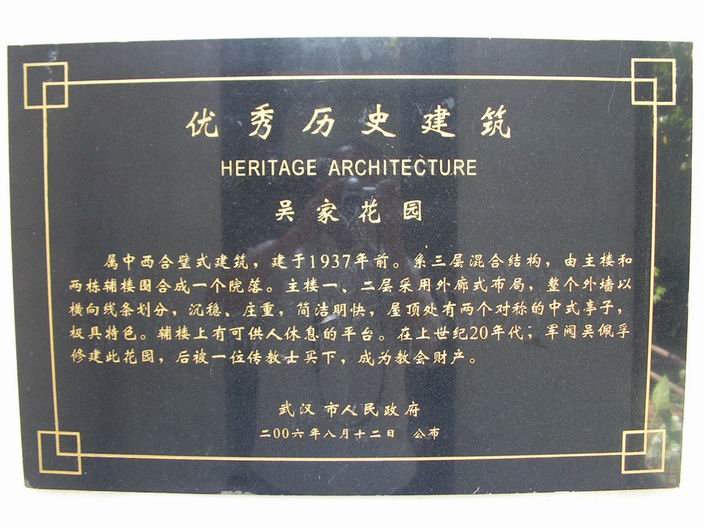 优秀历史建筑
HERITAGE ARCHITECTURE
吴家花园
属中西合璧式建筑，建于1937年前。系三层混合结构，由主楼和
两栋辅楼围合成一个院落。主楼一、二层采用外廊式布局，整个外墙以
横向线条划分，沉稳、庄重，简洁明快，屋顶处有两个对称的中式亭子，
极具特色。辅楼上有可供人休息的平台。在上世纪20年代；军阀吴佩孚
修建此花园，后被一位传教士买下，成为教会财产。
武汉市人民政府
二00六年八月十二日 公布